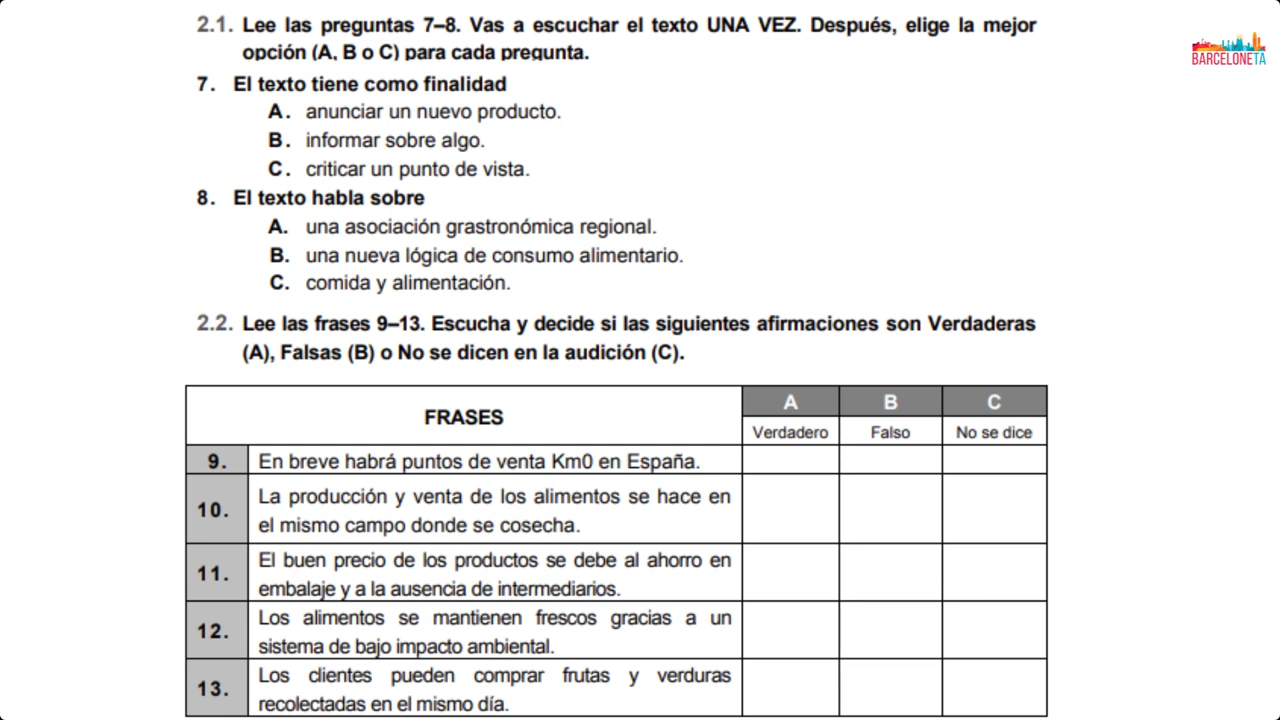 2.1. Lee las preguntas 7–8. Vas a escuchar el texto UNA VEZ. Después, elige la mejor
opción (A, B o C) para cada pregunta.
BARCELONETA
7. El texto tiene como finalidad
A. anunciar un nuevo producto.
B. informar sobre algo.
C. criticar un punto de vista.
8. El texto habla sobre
A. una asociación grastronómica regional.
B. una nueva lógica de consumo alimentario.
C. comida y alimentación.
2.2. Lee las frases 9–13. Escucha y decide si las siguientes afirmaciones son Verdaderas
(A), Falsas (B) o No se dicen en la audición (C).
FRASES
A B C
Verdadero Falso No se dice
9. En breve habrá puntos de venta Km0 en España.
10. La producción y venta de los alimentos se hace en
el mismo campo donde se cosecha.
11. El buen precio de los productos se debe al ahorro en
embalaje y a la ausencia de intermediarios.
12. Los alimentos se mantienen frescos gracias a un
sistema de bajo impacto ambiental.
13. Los clientes pueden comprar frutas y verduras
recolectadas en el mismo día.